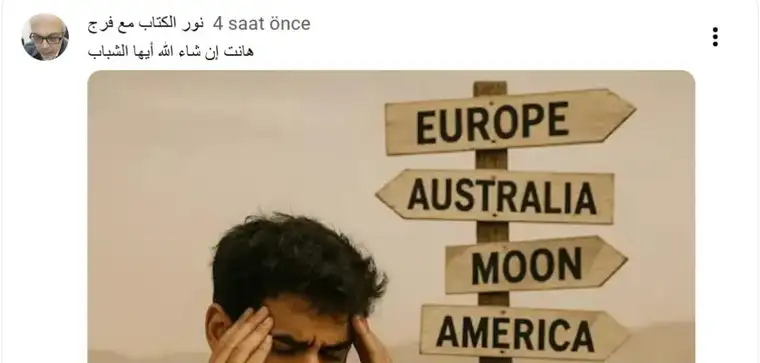 نور الكتاب مع فرج 4 saat önce
هانت إن شاء الله أيها الشباب
EUROPE
AUSTRALIA
MOON
AMERICA